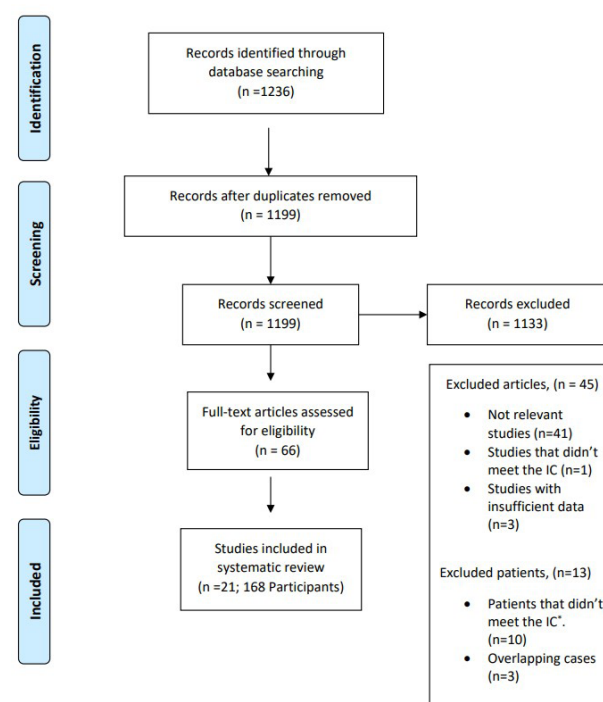 Identification
Records identified through
database searching
(n =1236)
Records after duplicates removed
(n = 1199)
Screening
Records screened
(n = 1199)
Records excluded
(n = 1133)
Eligibility
Full-text articles assessed
for eligibility
(n = 66)
Excluded articles, (n = 45)
• Not relevant
studies (n=41)
• Studies that didn’t
meet the IC (n=1)
• Studies with
insufficient data
(n=3)
Excluded patients, (n=13)
• Patients that didn’t
meet the IC*.
(n=10)
• Overlapping cases
(n=3)
Included
Studies included in
systematic review
(n =21; 168 Participants)